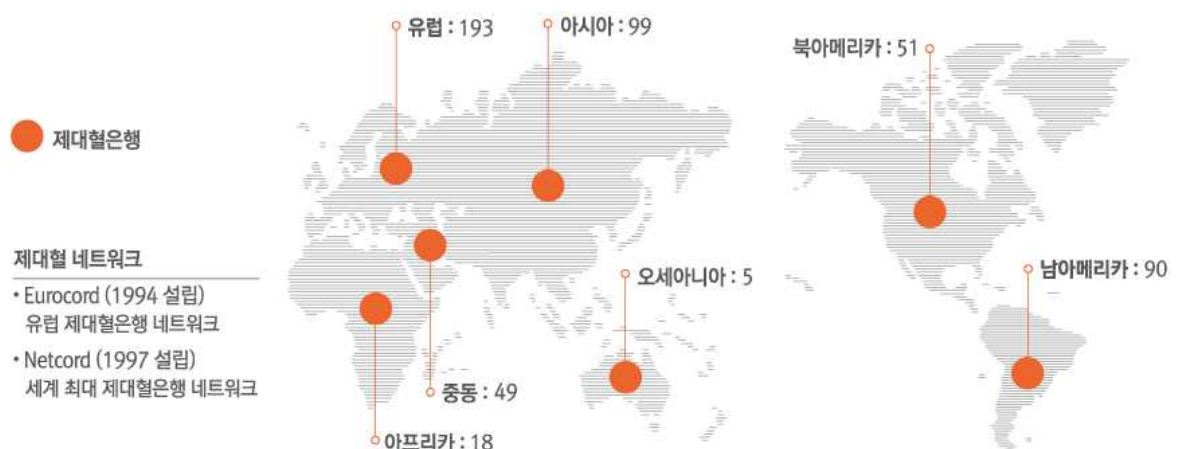 유럽 : 193
아시아 : 99
북아메리카 : 51
제대혈은행
제대혈 네트워크
• Eurocord (1994 설립)
유럽 제대혈은행 네트워크
• Netcord (1997 설립)
세계 최대 제대혈은행 네트워크
오세아니아 : 5
남아메리카 : 90
중동 : 49
아프리카 : 18